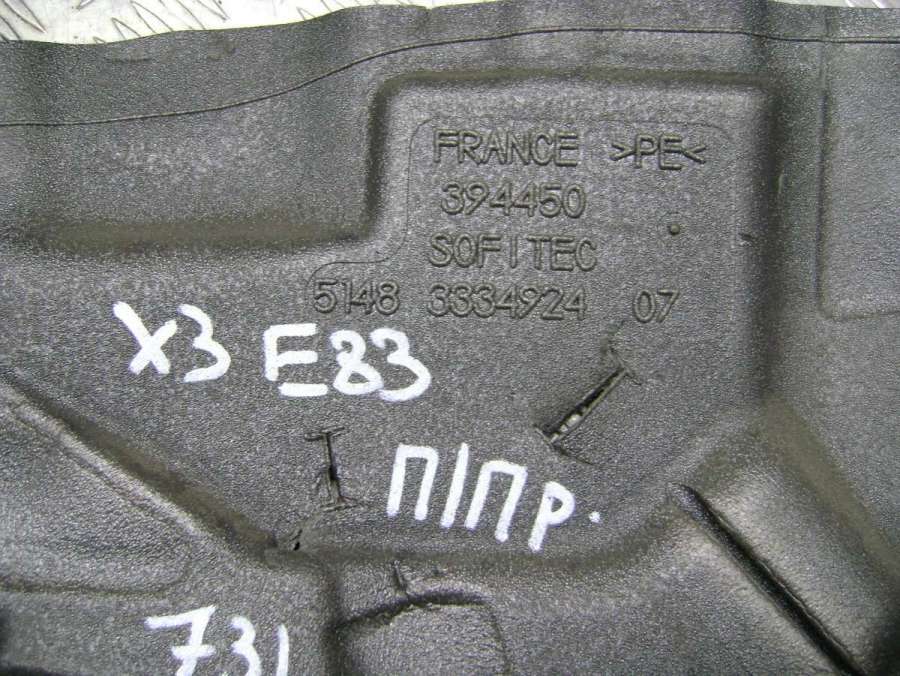 FRANCE >PE<
394450
SOFITEC
5148 3334924 07
X3 E83
П/Пр.
731